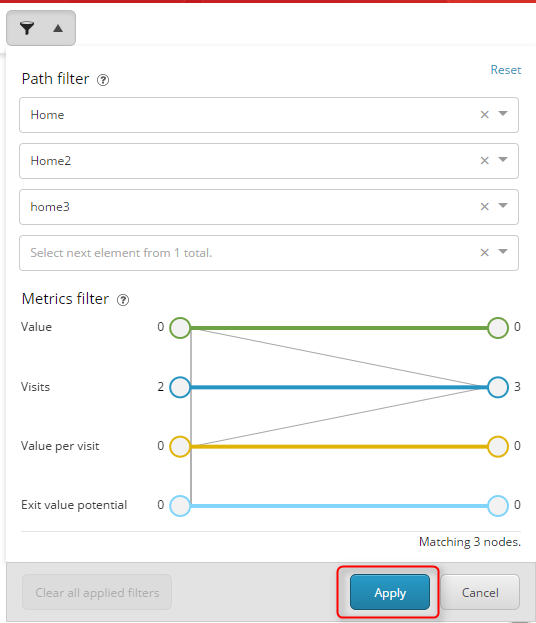 Reset
Path filter ?
Home
Home2
home3
Select next element from 1 total.
Metrics filter ?
Value 0 0
Visits 2 3
Value per visit 0 0
Exit value potential 0 0
Matching 3 nodes.
Clear all applied filters Apply Cancel